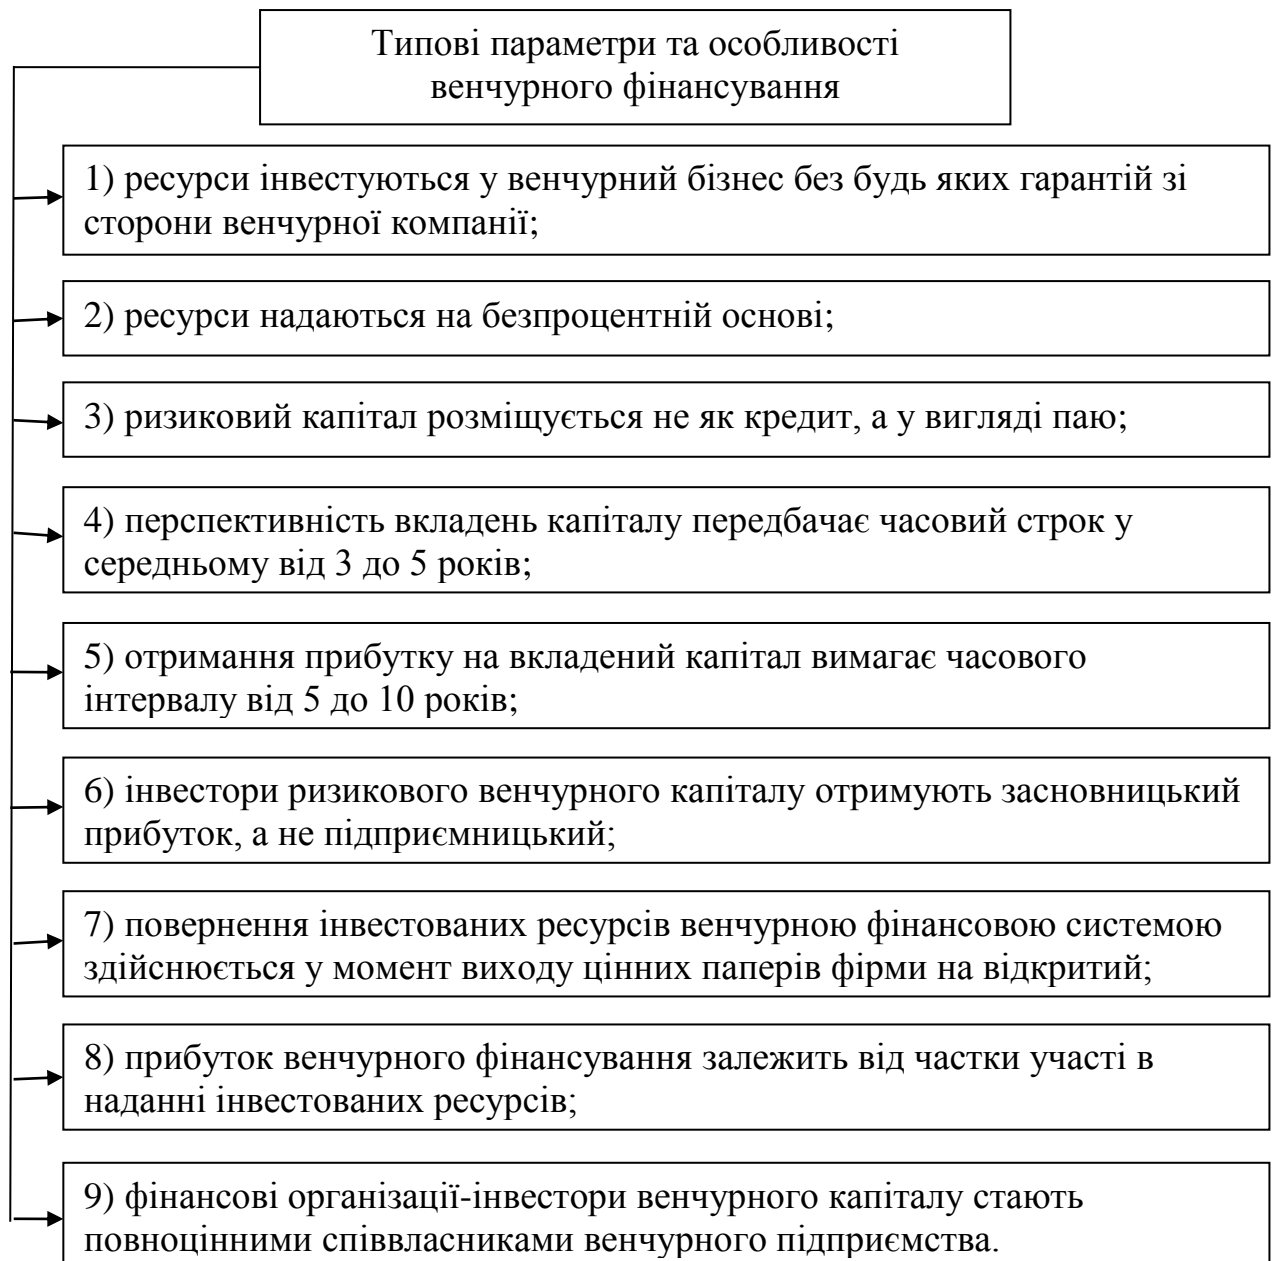 Типові параметри та особливості
венчурного фінансування
1) ресурси інвестуються у венчурний бізнес без будь яких гарантій зі
сторони венчурної компанії;
2) ресурси надаються на безпроцентній основі;
3) ризиковий капітал розміщується не як кредит, а у вигляді паю;
4) перспективність вкладень капіталу передбачає часовий строк у
середньому від 3 до 5 років;
5) отримання прибутку на вкладений капітал вимагає часового
інтервалу від 5 до 10 років;
6) інвестори ризикового венчурного капіталу отримують засновницький
прибуток, а не підприємницький;
7) повернення інвестованих ресурсів венчурною фінансовою системою
здійснюється у момент виходу цінних паперів фірми на відкритий;
8) прибуток венчурного фінансування залежить від частки участі в
наданні інвестованих ресурсів;
9) фінансові організації-інвестори венчурного капіталу стають
повноцінними співвласниками венчурного підприємства.